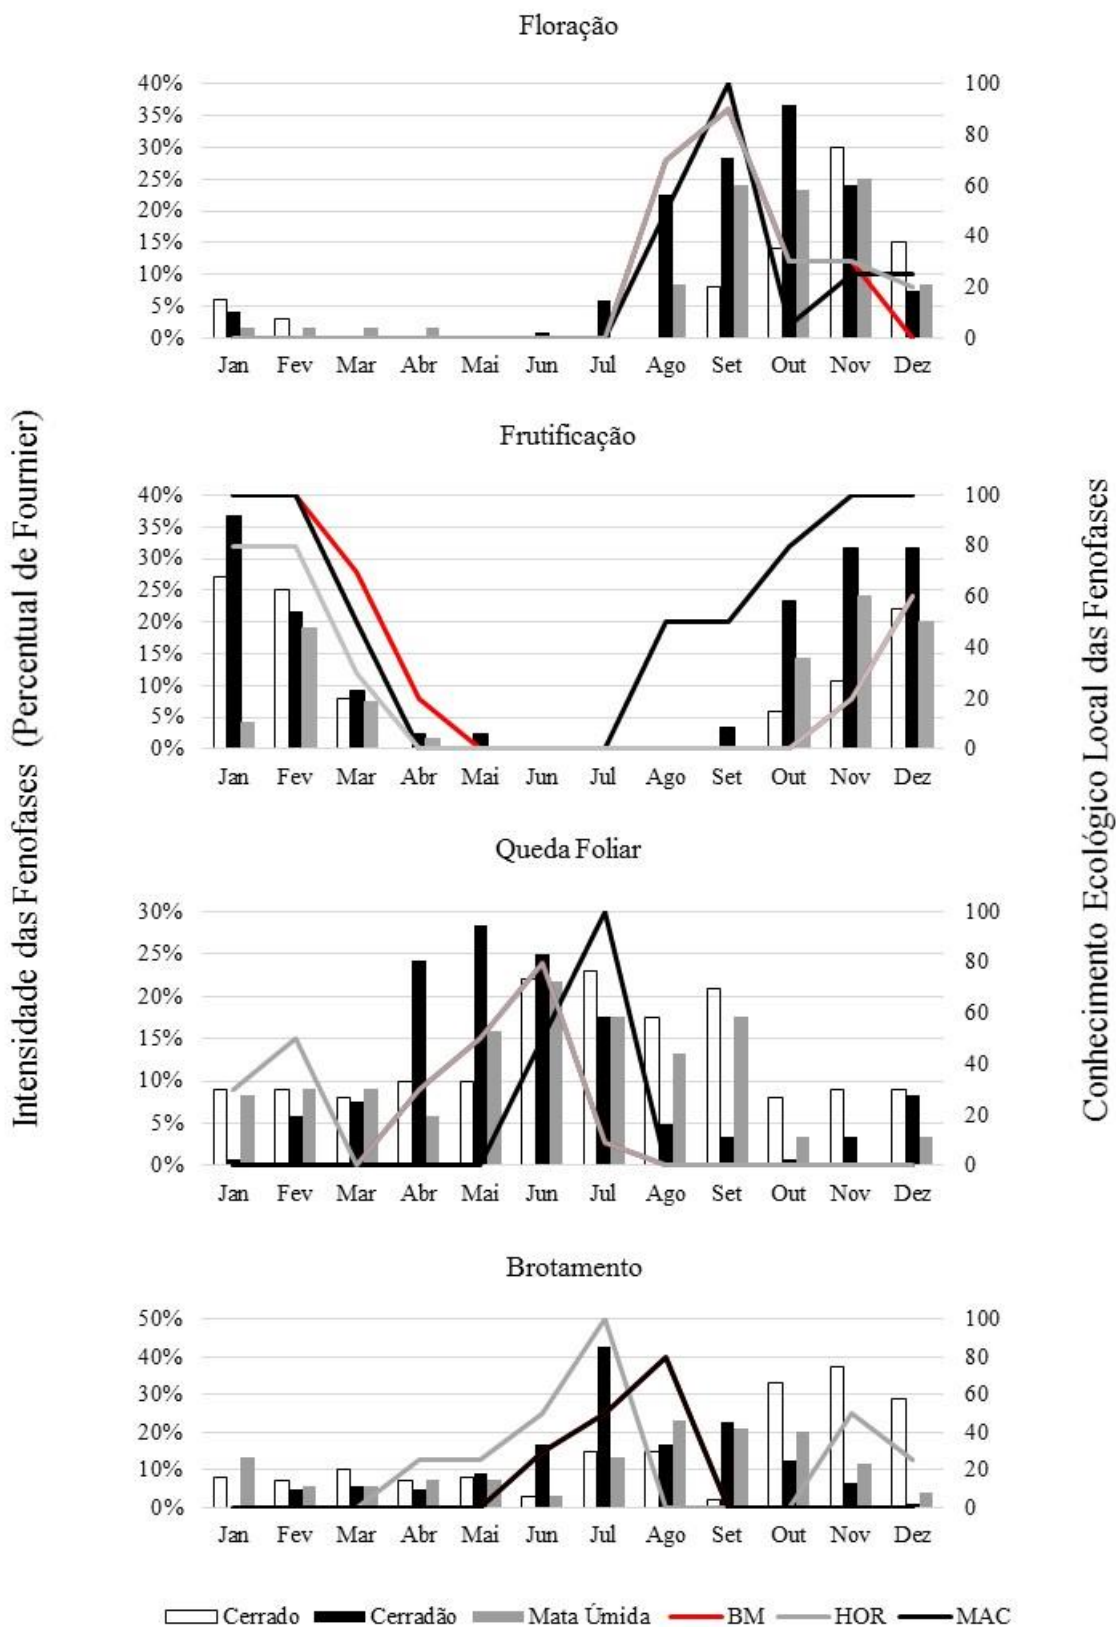 Floração
40% 100
35%
30% 80
25% 60
20%
15% 40
10% 20
5%
0% 0
Jan Fev Mar Abr Mai Jun Jul Ago Set Out Nov Dez
Frutificação
40% 100
35%
30% 80
25% 60
20%
15% 40
10% 20
5%
0% 0
Jan Fev Mar Abr Mai Jun Jul Ago Set Out Nov Dez
Queda Foliar
30% 100
25% 80
20% 60
15%
10% 40
5% 20
0% 0
Jan Fev Mar Abr Mai Jun Jul Ago Set Out Nov Dez
Brotamento
50% 100
40% 80
30% 60
20% 40
10% 20
0% 0
Jan Fev Mar Abr Mai Jun Jul Ago Set Out Nov Dez
Intensidade das Fenofases (Percentual de Fournier)
Conhecimento Ecológico Local das Fenofases
Cerrado Cerradão Mata Úmida BM HOR MAC